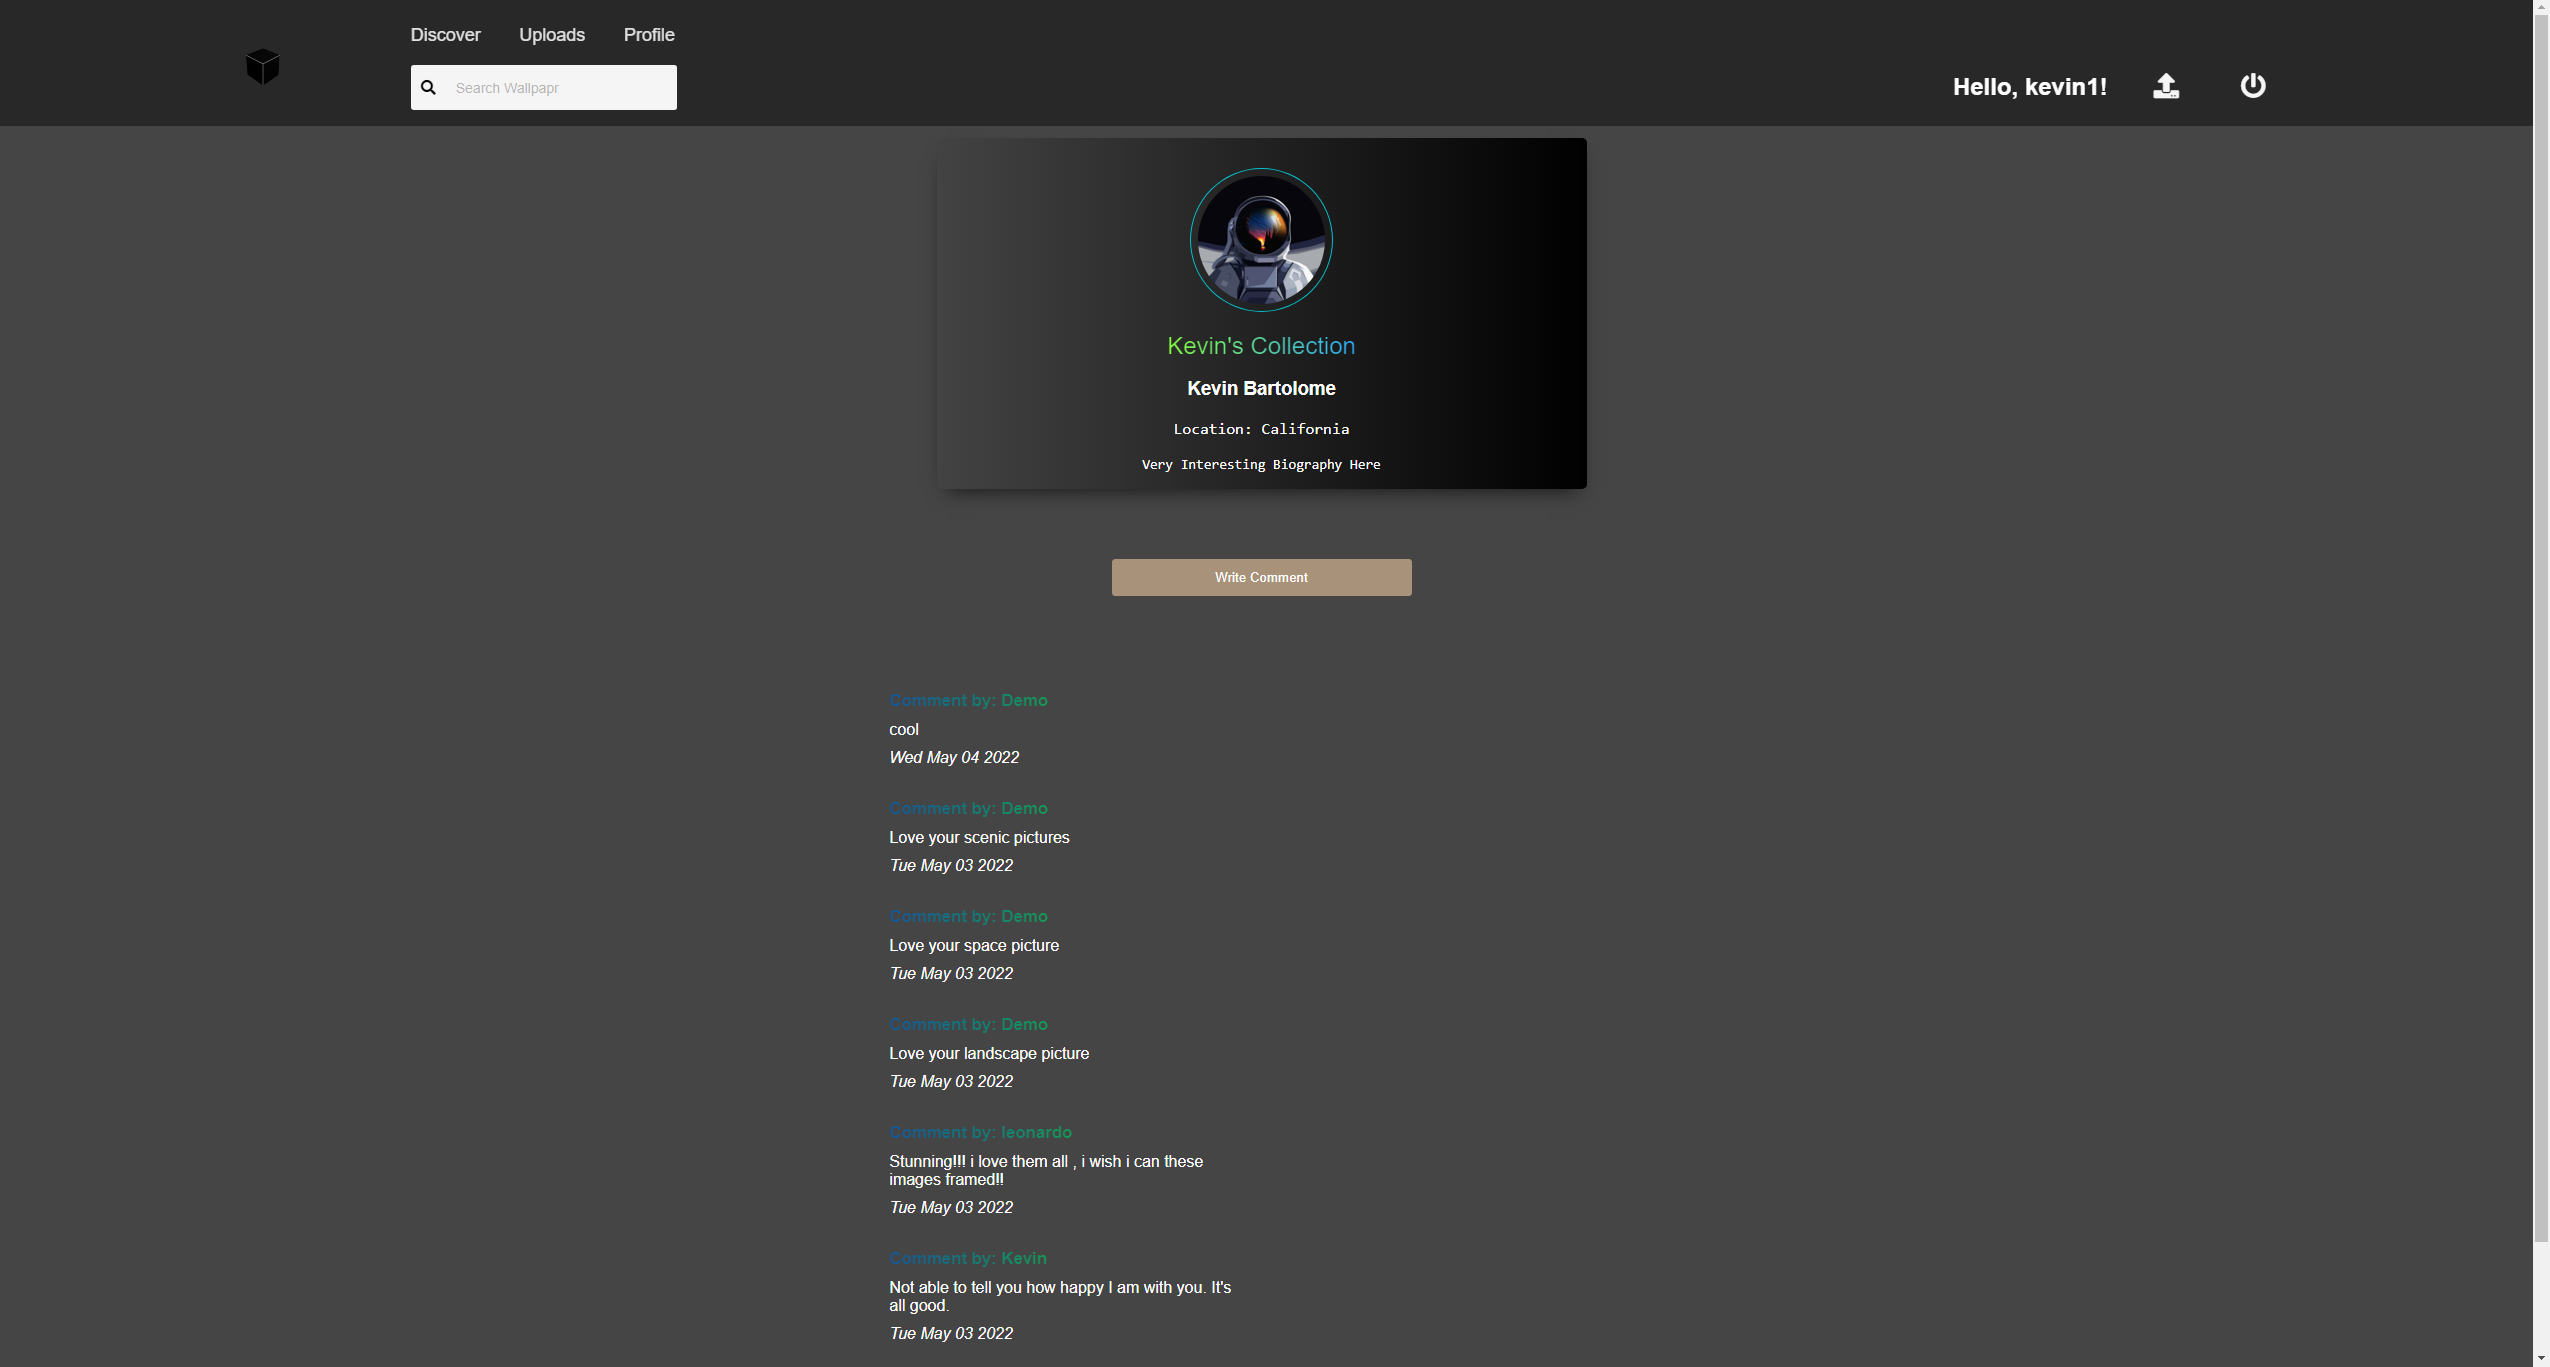 Discover Uploads Profile
Search Wallpapr
Hello, kevin1!
Kevin's Collection
Kevin Bartolome
Location: California
Very Interesting Biography Here
Write Comment
Comment by: Demo
cool
Wed May 04 2022
Comment by: Demo
Love your scenic pictures
Tue May 03 2022
Comment by: Demo
Love your space picture
Tue May 03 2022
Comment by: Demo
Love your landscape picture
Tue May 03 2022
Comment by: leonardo
Stunning!!! i love them all , i wish i can these
images framed!!
Tue May 03 2022
Comment by: Kevin
Not able to tell you how happy I am with you. It's
all good.
Tue May 03 2022